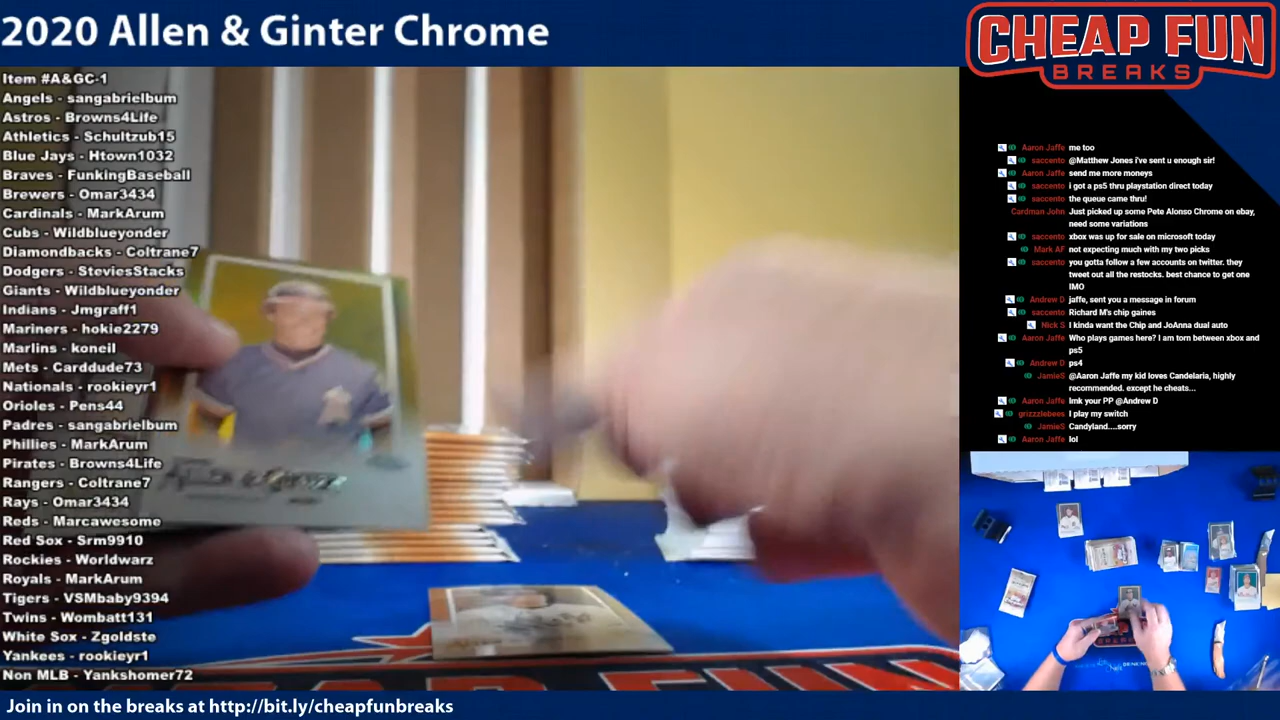 2020 Allen & Ginter Chrome
CHEAP FUN
BREAKS
Item #A&GC-1
Angels - sangabrielbum
Astros - Browns4Life
Athletics - Schultzub15
Blue Jays - Htown1032
Braves - FunkingBaseball
Brewers - Omar3434
Cardinals - MarkArum
Cubs - Wildblueyonder
Diamondbacks - Coltrane7
Dodgers - SteviesStacks
Giants - Wildblueyonder
Indians - Jmgraff1
Mariners - hokie2279
Marlins - koneil
Mets - Carddude73
Nationals - rookieyr1
Orioles - Pens44
Padres - sangabrielbum
Phillies - MarkArum
Pirates - Browns4Life
Rangers - Coltrane7
Rays - Omar3434
Reds - Marcawesome
Red Sox - Srm9910
Rockies - Worldwarz
Royals - MarkArum
Tigers - VSMbaby9394
Twins - Wombatt131
White Sox - Zgoldste
Yankees - rookieyr1
Non MLB - Yankshomer72
Aaron Jaffe me too
saccento @Matthew Jones i've sent u enough sir!
Aaron Jaffe send me more moneys
saccento i got a ps5 thru playstation direct today
saccento the queue came thru!
Cardman John Just picked up some Pete Alonso Chrome on ebay,
need some variations
saccento xbox was up for sale on microsoft today
Mark AF not expecting much with my two picks
saccento you gotta follow a few accounts on twitter. they
tweet out all the restocks. best chance to get one
IMO
Andrew D jaffe, sent you a message in forum
saccento Richard M's chip gaines
Nick S I kinda want the Chip and JoAnna dual auto
Aaron Jaffe Who plays games here? I am torn between xbox and
ps5
Andrew D ps4
JamieS @Aaron Jaffe my kid loves Candelaria, highly
recommended. except he cheats...
Aaron Jaffe lmk your PP @Andrew D
grizzzlebees I play my switch
JamieS Candyland....sorry
Aaron Jaffe lol
Allen & Ginter
Join in on the breaks at http://bit.ly/cheapfunbreaks